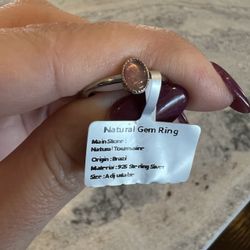 Natural Gem Ring
Main Stone :
Natural Tourmaline
Origin : Brazil
Material : 925 Sterling Silver
Size : Adjustable